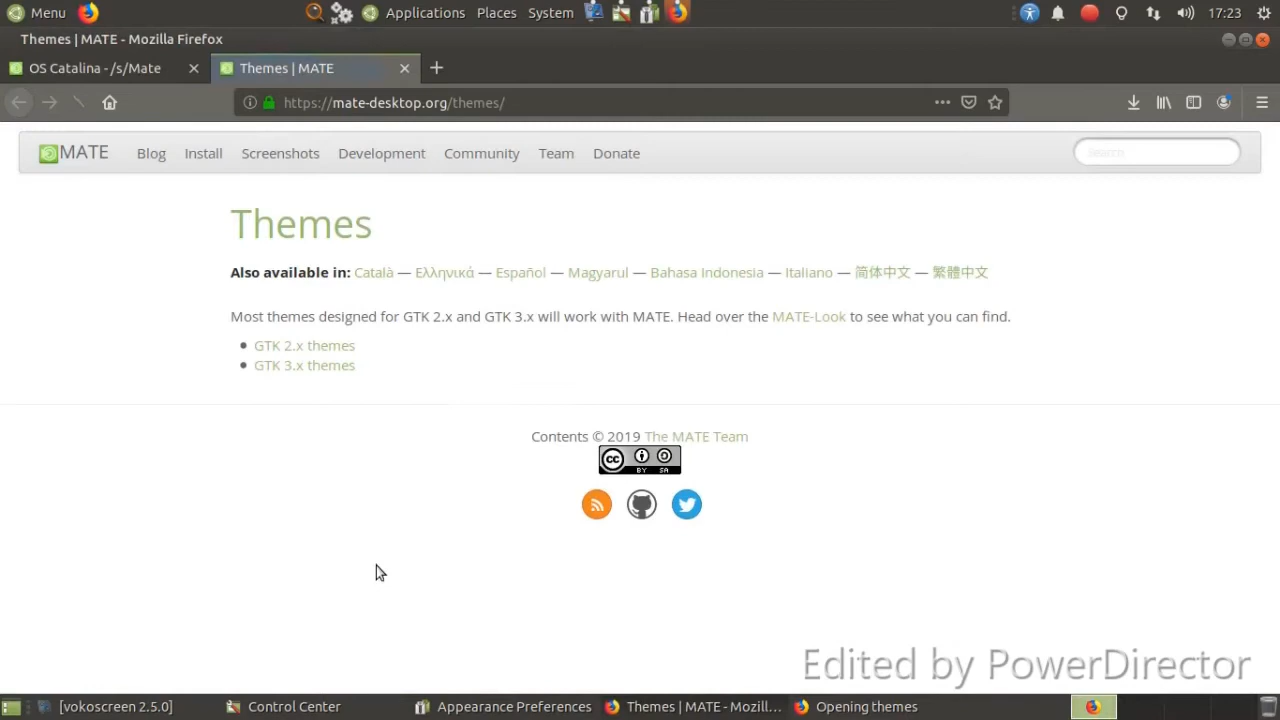 Menu Applications Places System 17:23
Themes | MATE - Mozilla Firefox
OS Catalina - /s/Mate Themes | MATE
https://mate-desktop.org/themes/
MATE Blog Install Screenshots Development Community Team Donate Search
Themes
Also available in: Català — Ελληνικά — Español — Magyarul — Bahasa Indonesia — Italiano — 简体中文 — 繁體中文
Most themes designed for GTK 2.x and GTK 3.x will work with MATE. Head over the MATE-Look to see what you can find.
GTK 2.x themes
GTK 3.x themes
Contents © 2019 The MATE Team
CC BY SA
Edited by PowerDirector
[vokoscreen 2.5.0] Control Center Appearance Preferences Themes | MATE - Mozill... Opening themes